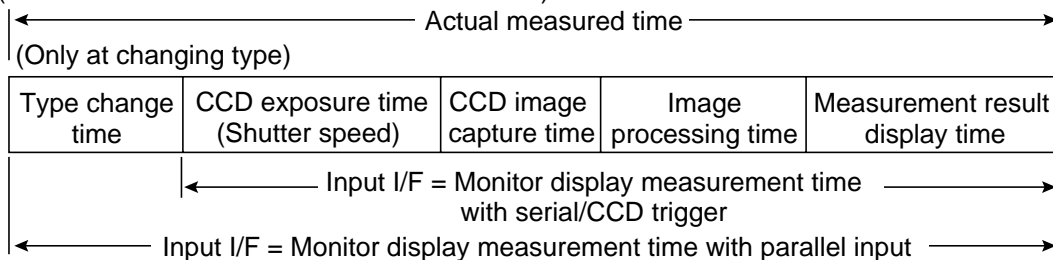 Actual measured time
(Only at changing type)
Type change time
CCD exposure time (Shutter speed)
CCD image capture time
Image processing time
Measurement result display time
Input I/F = Monitor display measurement time
with serial/CCD trigger
Input I/F = Monitor display measurement time with parallel input